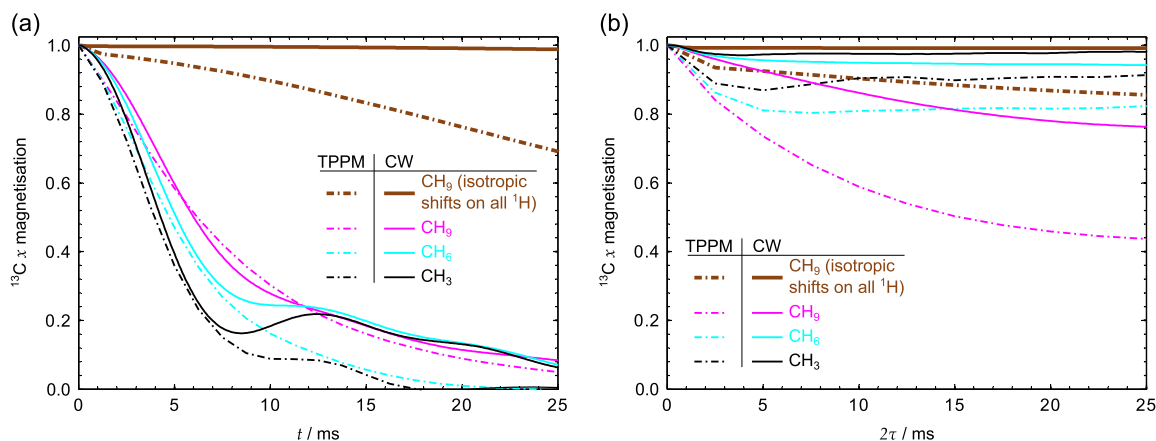 (a)
1.0
0.8
0.6
0.4
0.2
0.0
¹³C x magnetisation
TPPM CW
CH₉ (isotropic
shifts on all ¹H)
CH₉
CH₆
CH₃
0 5 10 15 20 25
t / ms
(b)
1.0
0.8
0.6
0.4
0.2
0.0
¹³C x magnetisation
TPPM CW
CH₉ (isotropic
shifts on all ¹H)
CH₉
CH₆
CH₃
0 5 10 15 20 25
2τ / ms